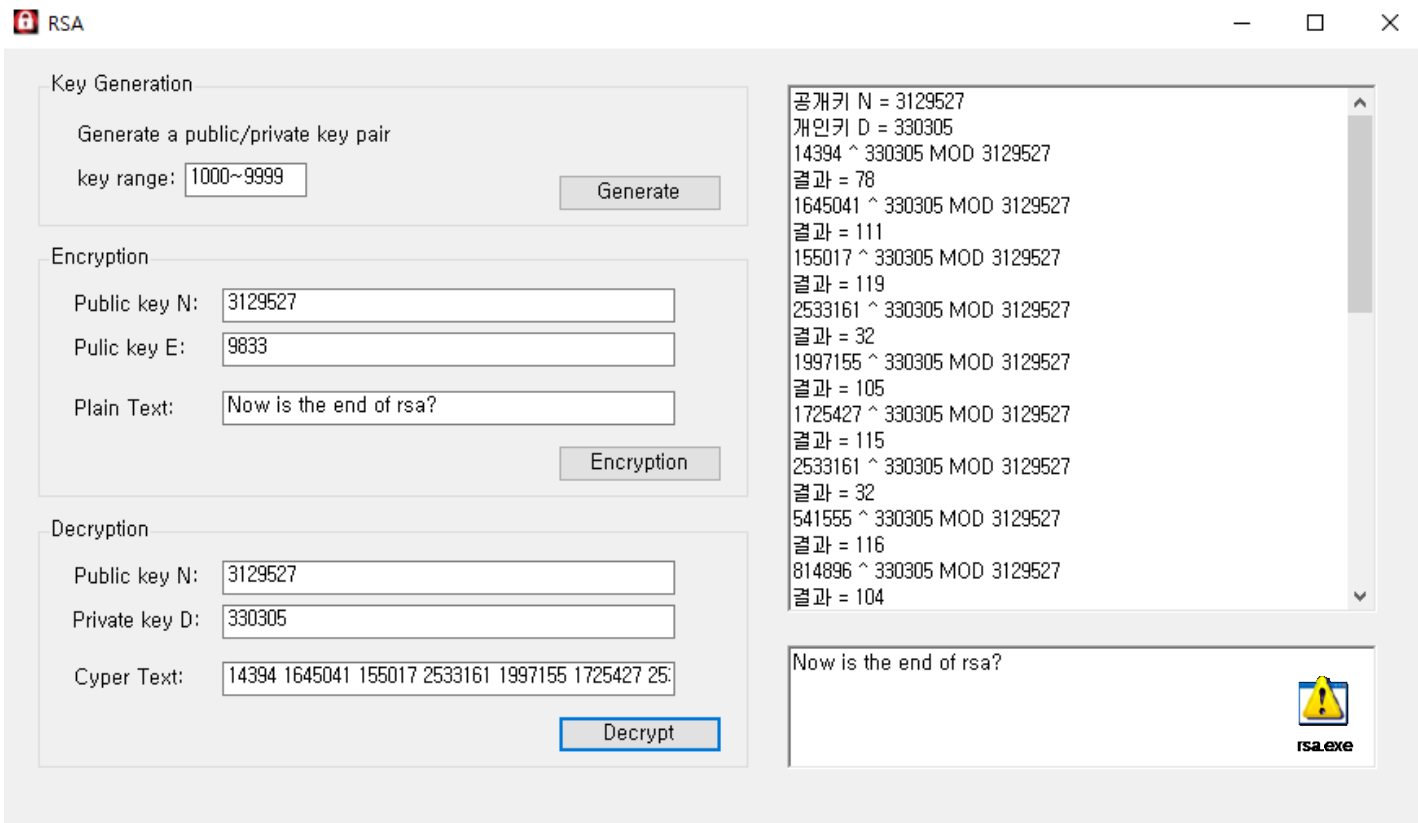 RSA
Key Generation
Generate a public/private key pair
key range: 1000~9999
Generate
Encryption
Public key N: 3129527
Pulic key E: 9833
Plain Text: Now is the end of rsa?
Encryption
Decryption
Public key N: 3129527
Private key D: 330305
Cyper Text: 14394 1645041 155017 2533161 1997155 1725427 25
Decrypt
공개키 N = 3129527
개인키 D = 330305
14394 ^ 330305 MOD 3129527
결과 = 78
1645041 ^ 330305 MOD 3129527
결과 = 111
155017 ^ 330305 MOD 3129527
결과 = 119
2533161 ^ 330305 MOD 3129527
결과 = 32
1997155 ^ 330305 MOD 3129527
결과 = 105
1725427 ^ 330305 MOD 3129527
결과 = 115
2533161 ^ 330305 MOD 3129527
결과 = 32
541555 ^ 330305 MOD 3129527
결과 = 116
814896 ^ 330305 MOD 3129527
결과 = 104
Now is the end of rsa?
rsa.exe